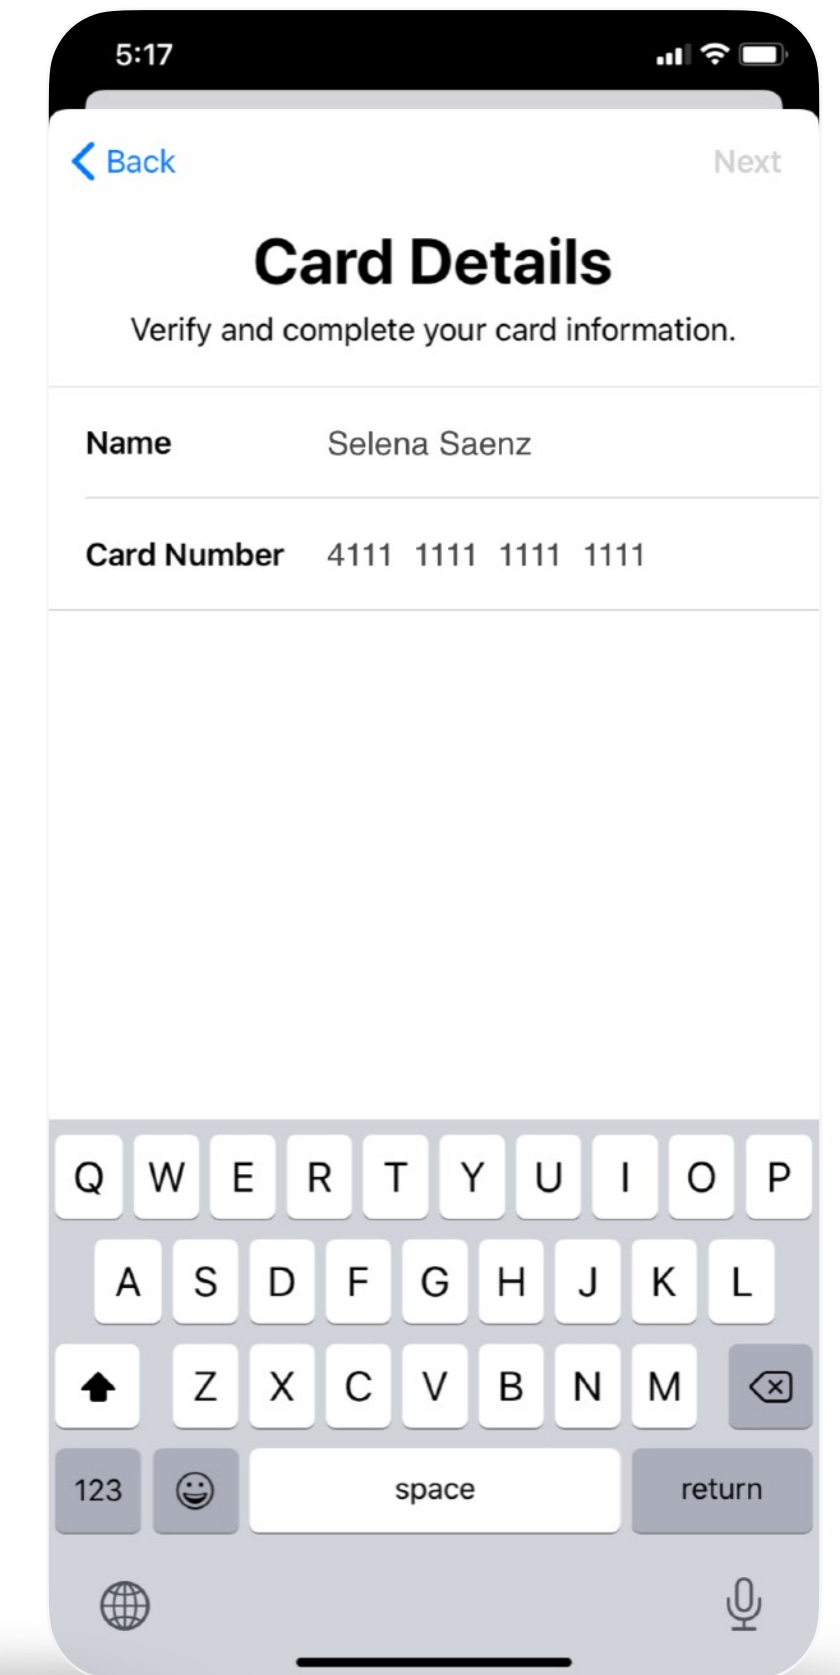 5:17
Back Next
Card Details
Verify and complete your card information.
Name Selena Saenz
Card Number 4111 1111 1111 1111
Q W E R T Y U I O P
A S D F G H J K L
Z X C V B N M
123 space return